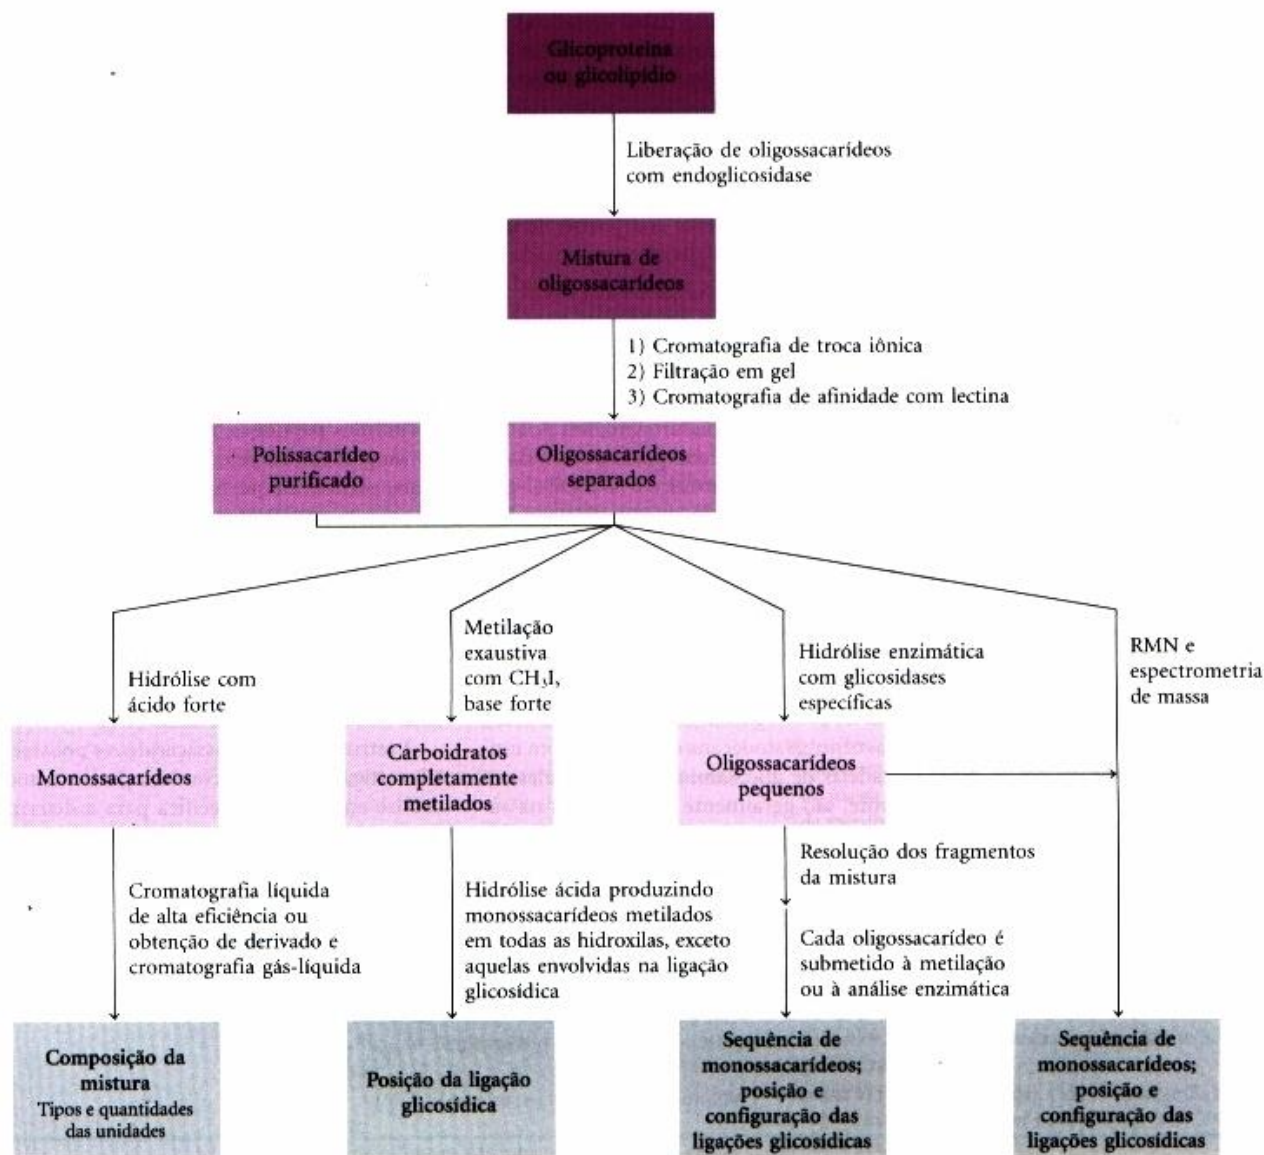 Glicoproteína
ou glicolipídio
Liberação de oligossacarídeos
com endoglicosidase
Mistura de
oligossacarídeos
1) Cromatografia de troca iônica
2) Filtração em gel
3) Cromatografia de afinidade com lectina
Polissacarídeo
purificado
Oligossacarídeos
separados
Hidrólise com
ácido forte
Metilação
exaustiva
com CH₃I,
base forte
Hidrólise enzimática
com glicosidases
específicas
RMN e
espectrometria
de massa
Monossacarídeos
Carboidratos
completamente
metilados
Oligossacarídeos
pequenos
Cromatografia líquida
de alta eficiência ou
obtenção de derivado e
cromatografia gás-líquida
Hidrólise ácida produzindo
monossacarídeos metilados
em todas as hidroxilas, exceto
aquelas envolvidas na ligação
glicosídica
Resolução dos fragmentos
da mistura
Cada oligossacarídeo é
submetido à metilação
ou à análise enzimática
Composição da
mistura
Tipos e quantidades
das unidades
Posição da ligação
glicosídica
Sequência de
monossacarídeos;
posição e
configuração das
ligações glicosídicas
Sequência de
monossacarídeos;
posição e
configuração das
ligações glicosídicas